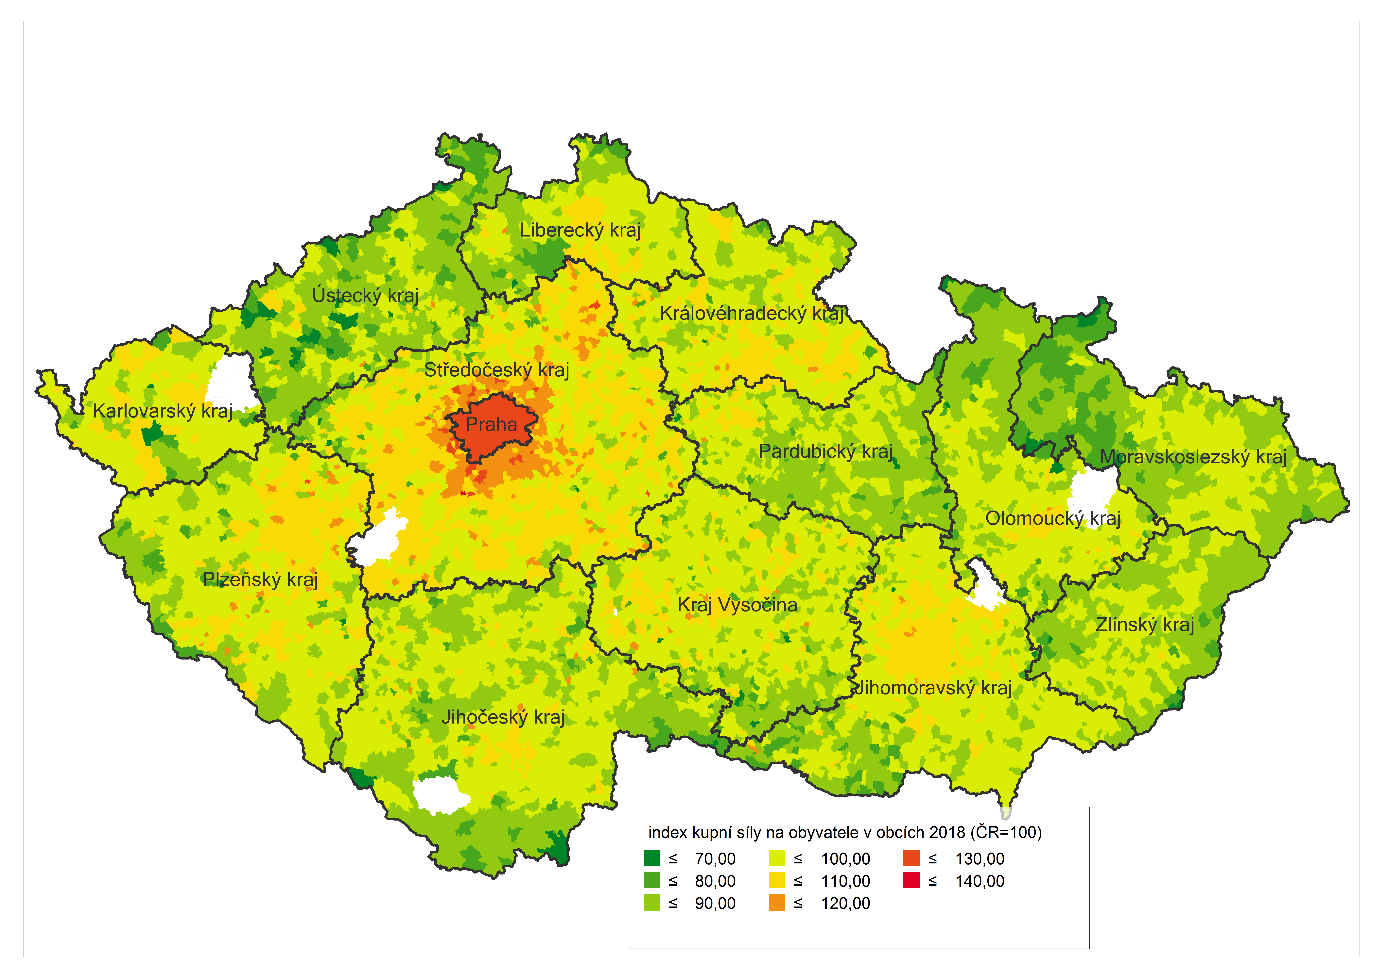 Liberecký kraj
Ústecký kraj
Královéhradecký kraj
Středočeský kraj
Karlovarský kraj
Praha
Pardubický kraj
Moravskoslezský kraj
Olomoucký kraj
Plzeňský kraj
Kraj Vysočina
Zlínský kraj
Jihomoravský kraj
Jihočeský kraj
index kupní síly na obyvatele v obcích 2018 (ČR=100)
≤ 70,00 ≤ 100,00 ≤ 130,00
≤ 80,00 ≤ 110,00 ≤ 140,00
≤ 90,00 ≤ 120,00